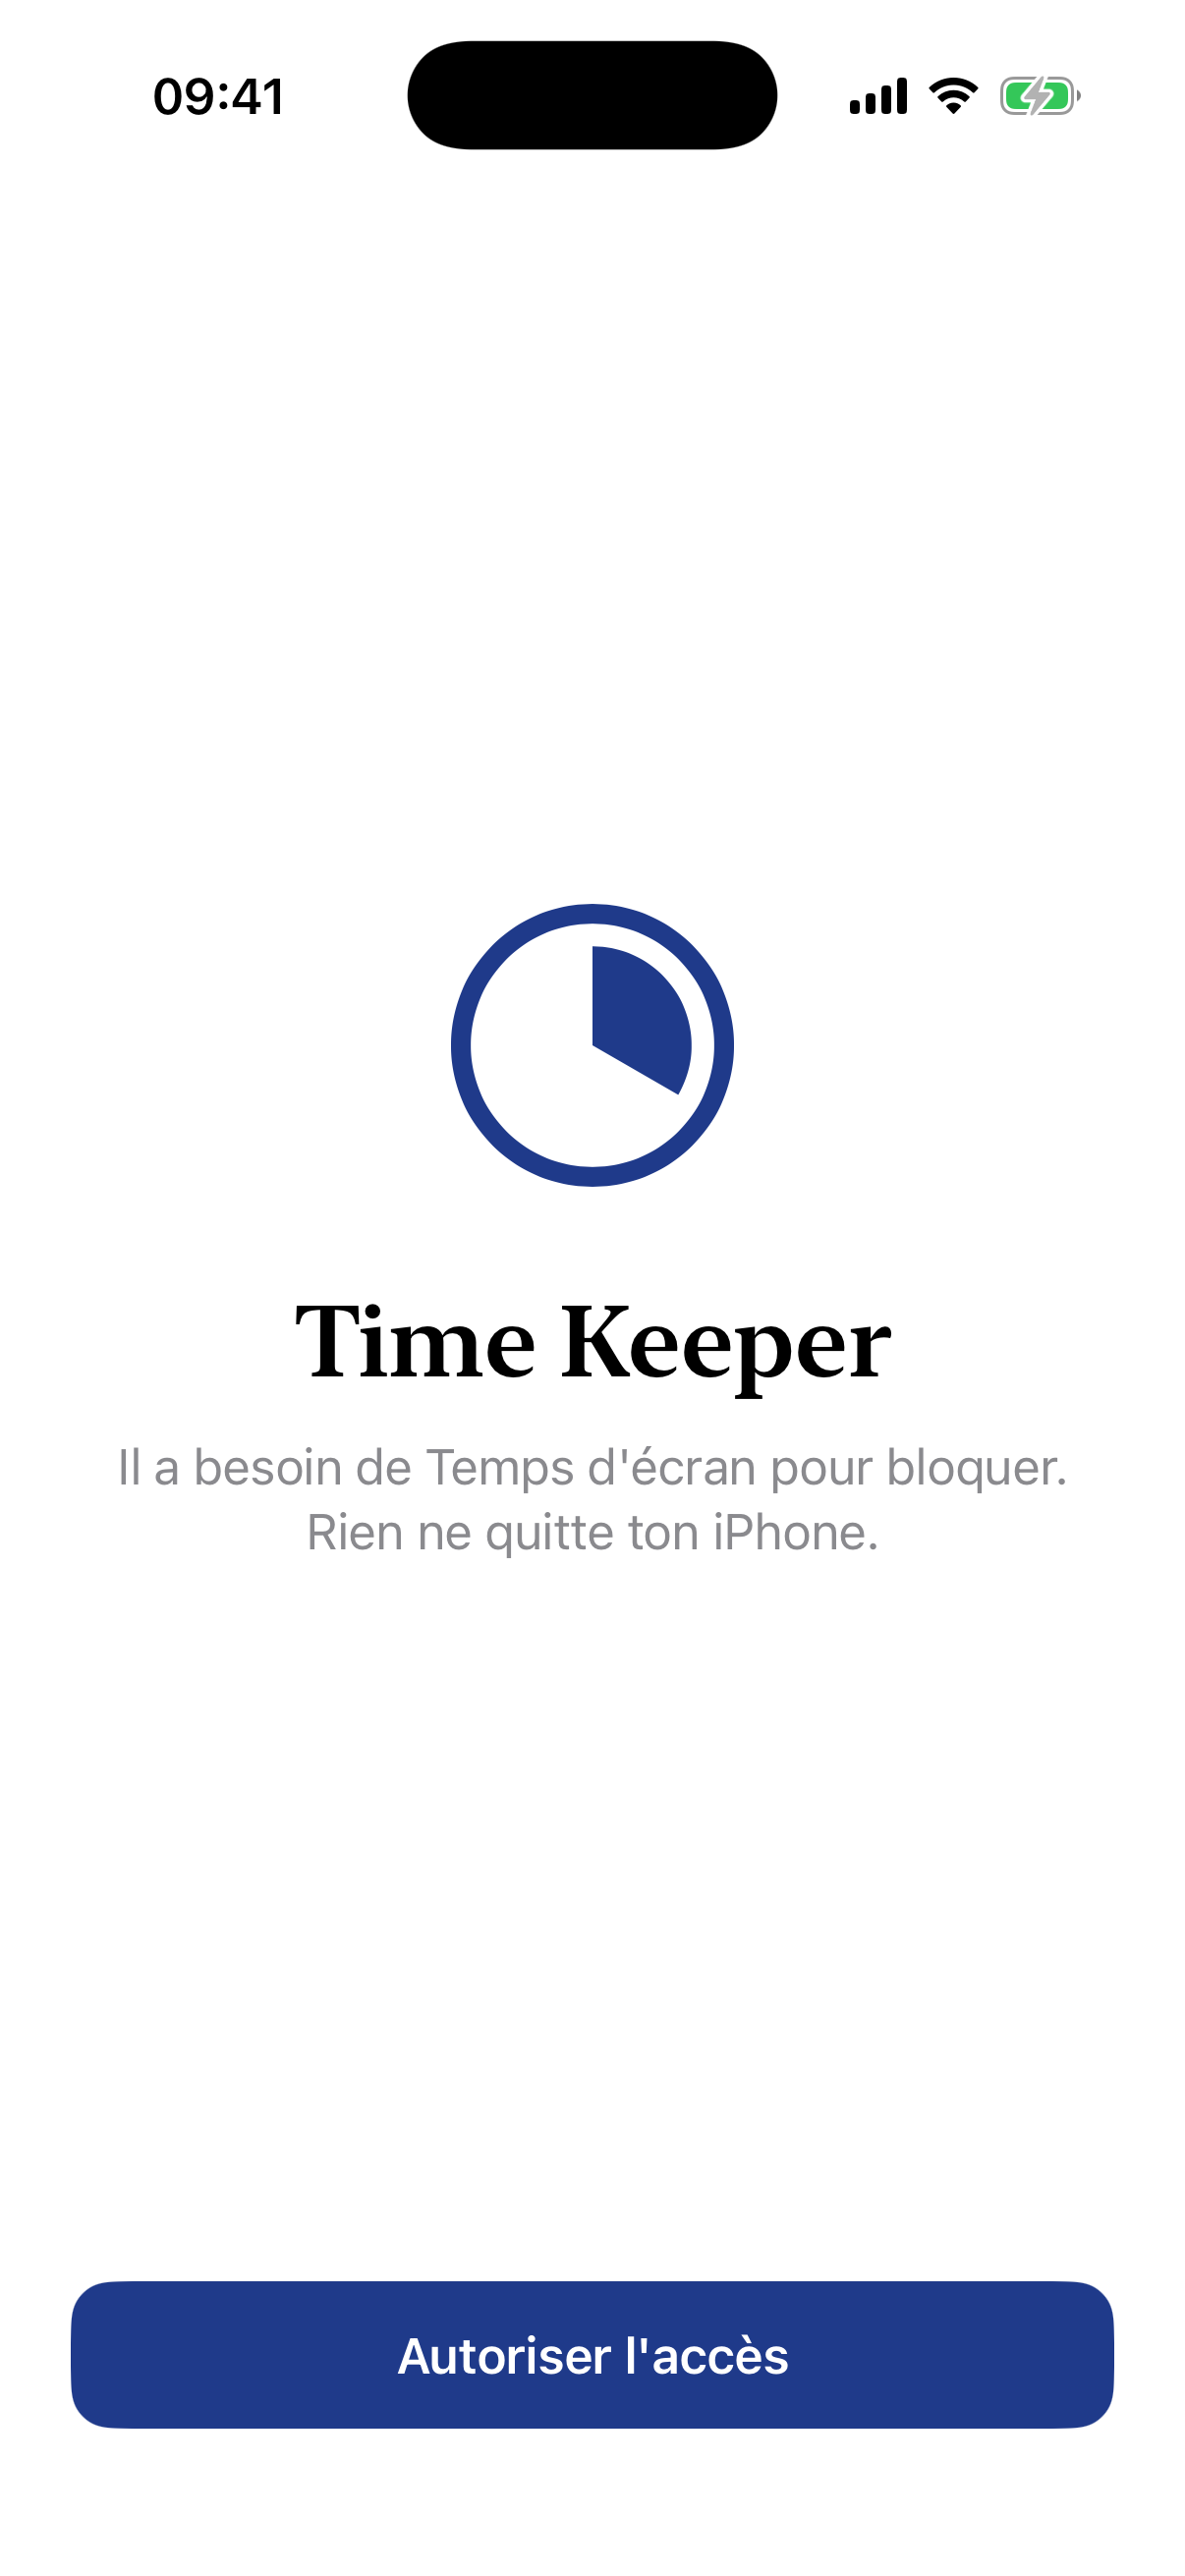 09:41
Time Keeper
Il a besoin de Temps d'écran pour bloquer.
Rien ne quitte ton iPhone.
Autoriser l'accès